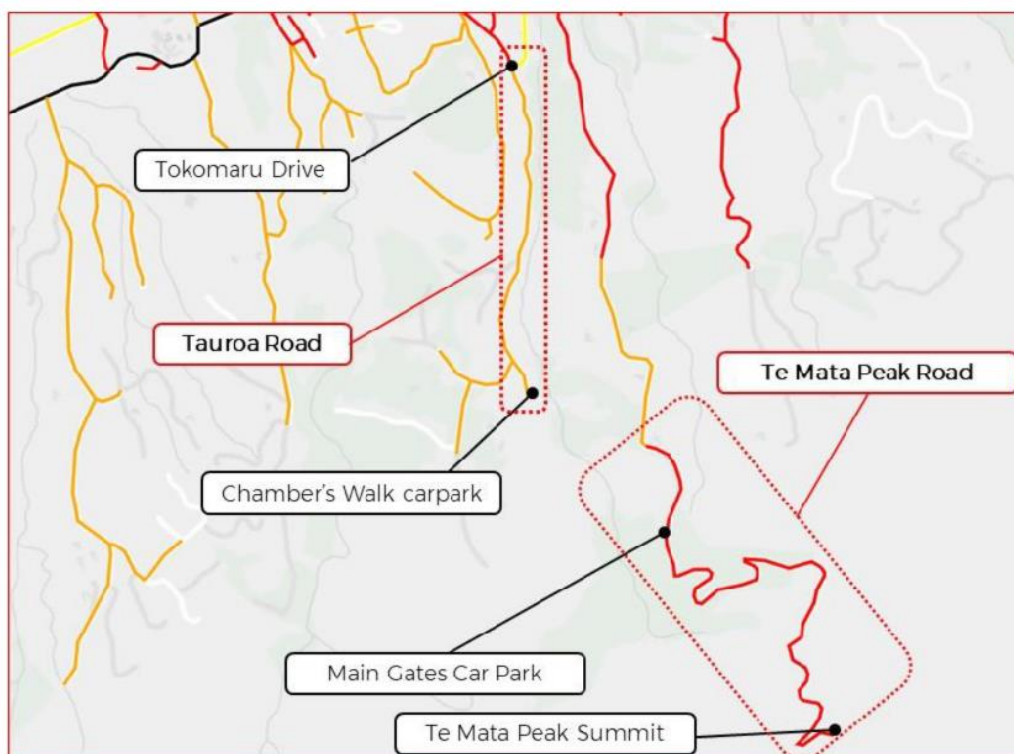 Tokomaru Drive
Tauroa Road
Te Mata Peak Road
Chamber's Walk carpark
Main Gates Car Park
Te Mata Peak Summit